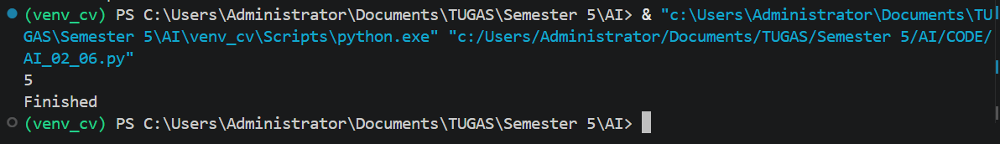 (venv_cv) PS C:\Users\Administrator\Documents\TUGAS\Semester 5\AI> & "c:\Users\Administrator\Documents\TU
GAS\Semester 5\AI\venv_cv\Scripts\python.exe" "c:/Users/Administrator/Documents/TUGAS/Semester 5/AI/CODE/
AI_02_06.py"
5
Finished
(venv_cv) PS C:\Users\Administrator\Documents\TUGAS\Semester 5\AI>